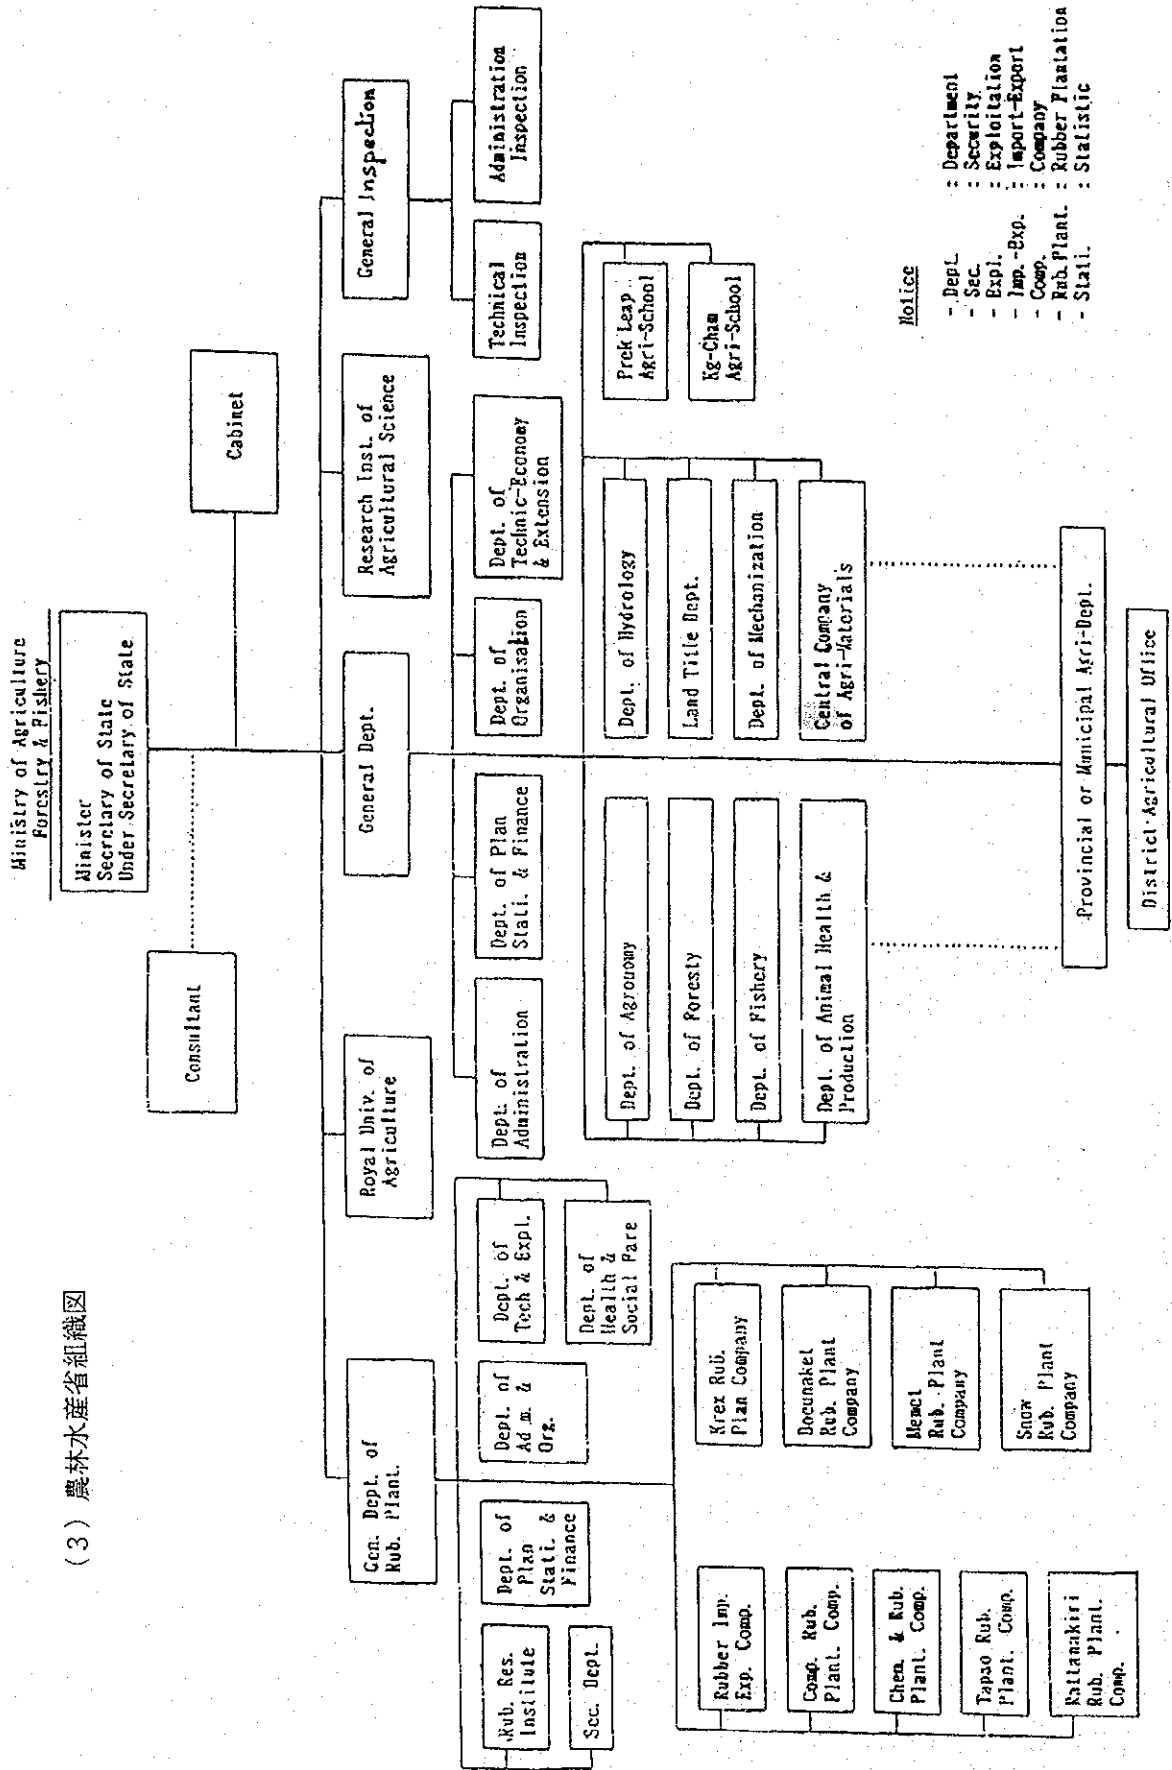 (3) 農林水産省組織図
Ministry of Agriculture
Forestry & Fishery
Minister
Secretary of State
Under Secretary of State
Consultant
Cabinet
Gen. Dept. of
Rub. Plant.
Royal Univ. of
Agriculture
General Dept.
Research Inst. of
Agricultural Science
General Inspection
Rub. Res.
Institute
Sec. Dept.
Dept. of
Plan
Stati. &
Finance
Dept. of
Ad m. &
Org.
Dept. of
Tech & Expl.
Dept. of
Health &
Social Fare
Dept. of
Administration
Dept. of Plan
Stati. & Finance
Dept. of
Organisation
Dept. of
Technic-Economy
& Extension
Technical
Inspection
Administration
Inspection
Dept. of Agronomy
Dept. of Foresty
Dept. of Fishery
Dept. of Animal Health &
Production
Dept. of Hydrology
Land Title Dept.
Dept. of Mechanization
Central Company
of Agri-Materials
Prek Leap
Agri-School
Kg-Cham
Agri-School
Rubber Imp.
Exp. Comp.
Comp. Rub.
Plant. Comp.
Chem. & Rub.
Plant. Comp.
Tapao Rub.
Plant. Comp.
Rattanakiri
Rub. Plant.
Comp.
Krex Rub.
Plan Company
Docunaket
Rub. Plant
Company
Memet
Rub. Plant
Company
Snow
Rub. Plant
Company
Provincial or Municipal Agri-Dept.
District Agricultural Office
Notice
- Dept. : Department
- Sec. : Security
- Expl. : Exploitation
- Imp.-Exp. : Import-Export
- Comp. : Company
- Rub. Plant. : Rubber Plantation
- Stati. : Statistic